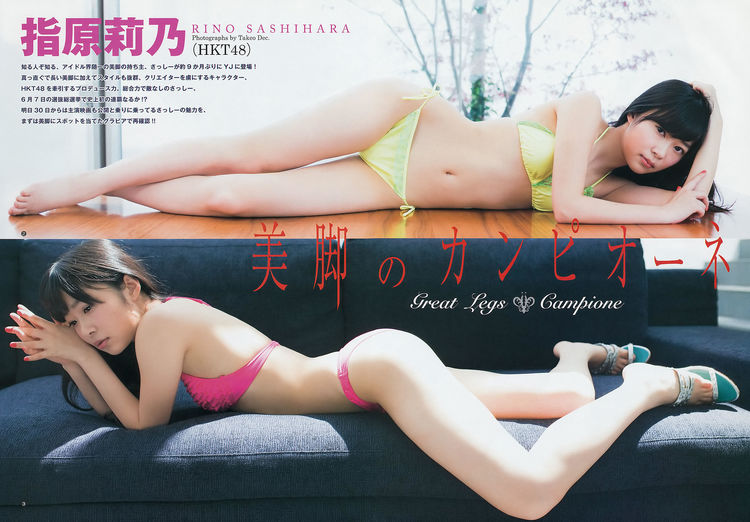 指原莉乃
RINO SASHIHARA
Photographs by Takeo Dec.
(HKT48)
知る人ぞ知る、アイドル界随一の美脚の持ち主、さっしーが約9か月ぶりにYJに登場!
真っ直ぐで長い美脚に加えてスタイルも抜群、クリエイターを虜にするキャラクター、
HKT48を牽引するプロデュース力、総合力で敵なしのさっしー。
6月7日の選抜総選挙で史上初の連覇なるか!?
明日30日からは主演映画も公開と乗りに乗ってるさっしーの魅力を、
まずは美脚にスポットを当てたグラビアで再確認!!
2
美脚のカンピオーネ
Great Legs Campione
3